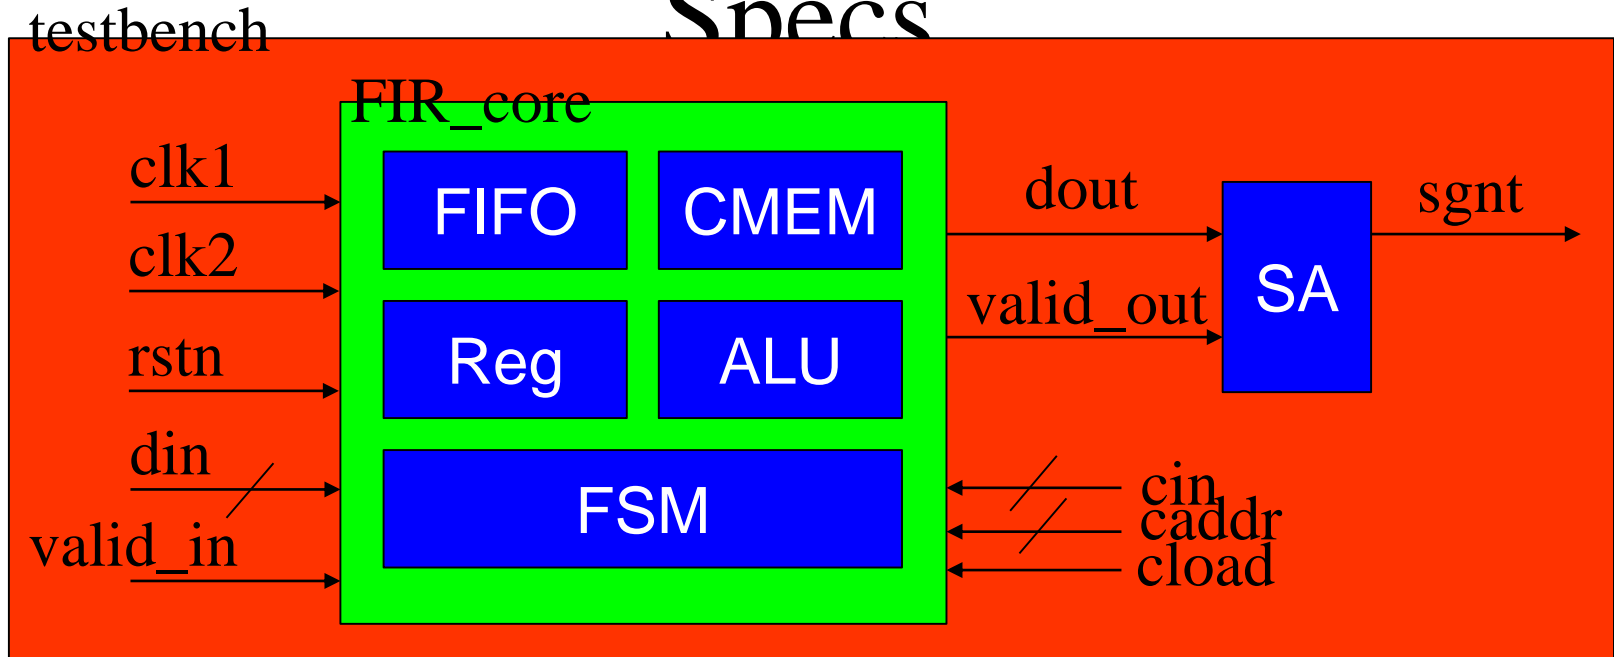 Specs
testbench
FIR_core
clk1
clk2
rstn
din
valid_in
FIFO
CMEM
Reg
ALU
FSM
dout
valid_out
SA
sgnt
cin
caddr
cload